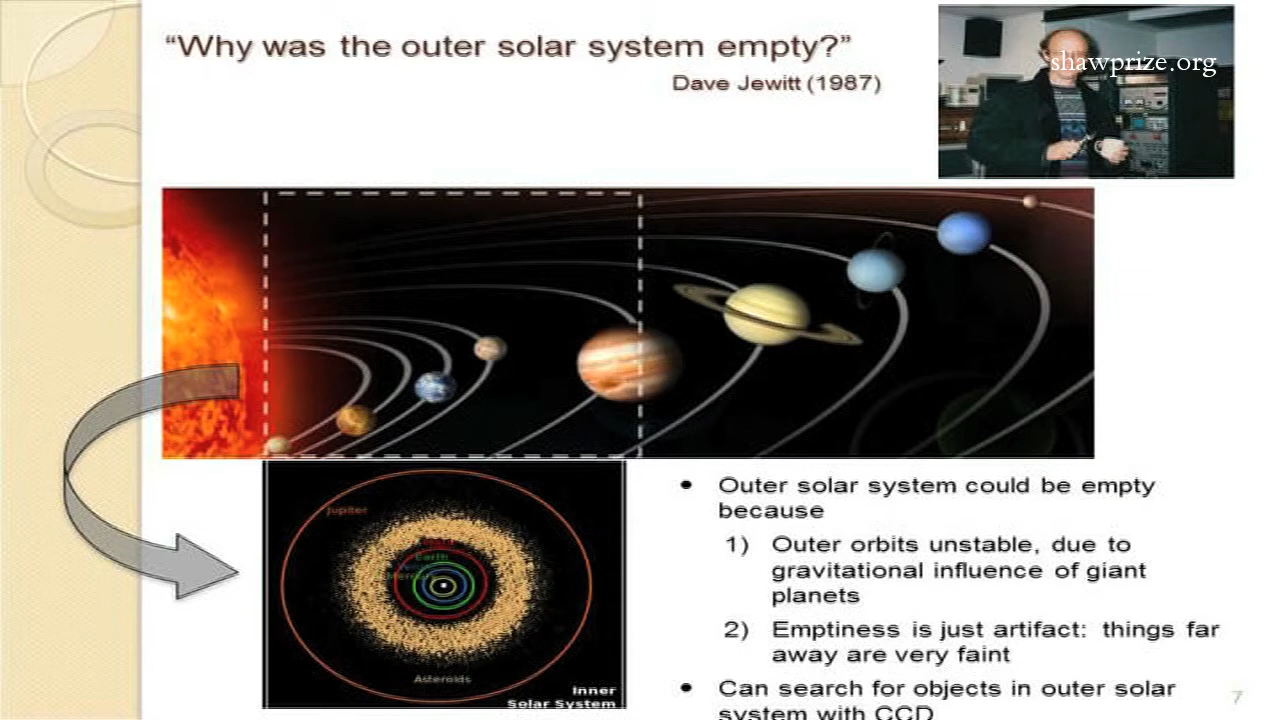 “Why was the outer solar system empty?”
Dave Jewitt (1987)
shawprize.org
Jupiter
Earth
Asteroids
Inner
Solar System
• Outer solar system could be empty
because
1) Outer orbits unstable, due to
gravitational influence of giant
planets
2) Emptiness is just artifact: things far
away are very faint
• Can search for objects in outer solar
system with CCD
7